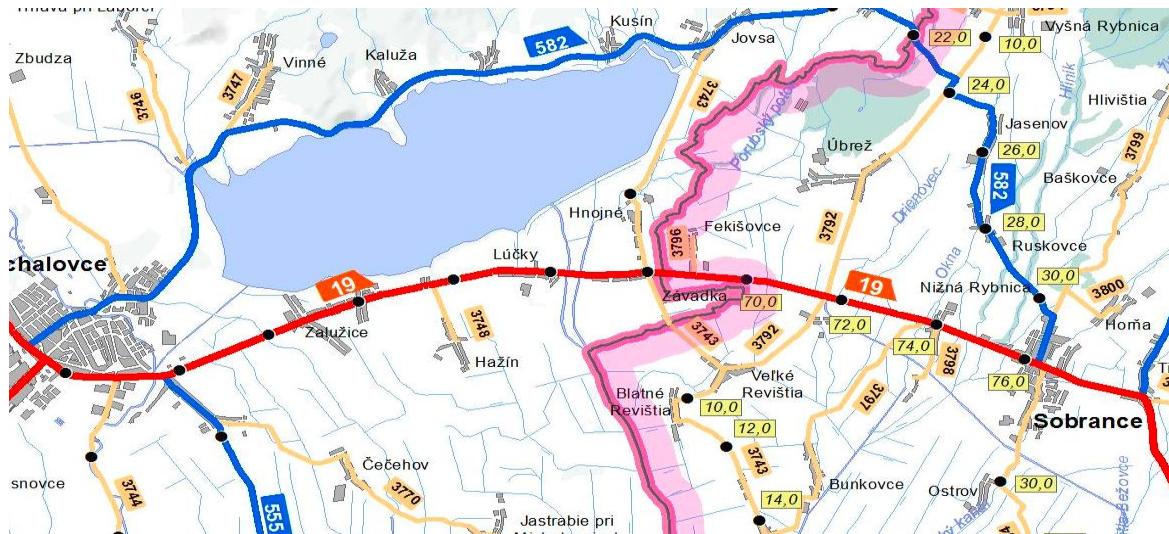 Kusín
Jovsa
Vyšná Rybnica
22,0
10,0
582
Kaluža
Vinné
Zbudza
3747
3746
3743
24,0
Hliník
Hlivištia
Jasenov
Úbrež
26,0
3799
Baškovce
582
Drienovec
Hnojné
3796
Fekišovce
3792
28,0
Ruskovce
Okna
30,0
Nižná Rybnica
3800
Horňa
chalovce
Lúčky
19
19
Závadka
70,0
72,0
74,0
Zalužice
3748
Hažín
3743
3792
3798
76,0
Veľké
Revištia
Blatné
Revištia
3797
10,0
12,0
Sobrance
3743
Čečehov
3770
snovce
3744
555
14,0
Bunkovce
Ostrov
30,0
Jastrabie pri